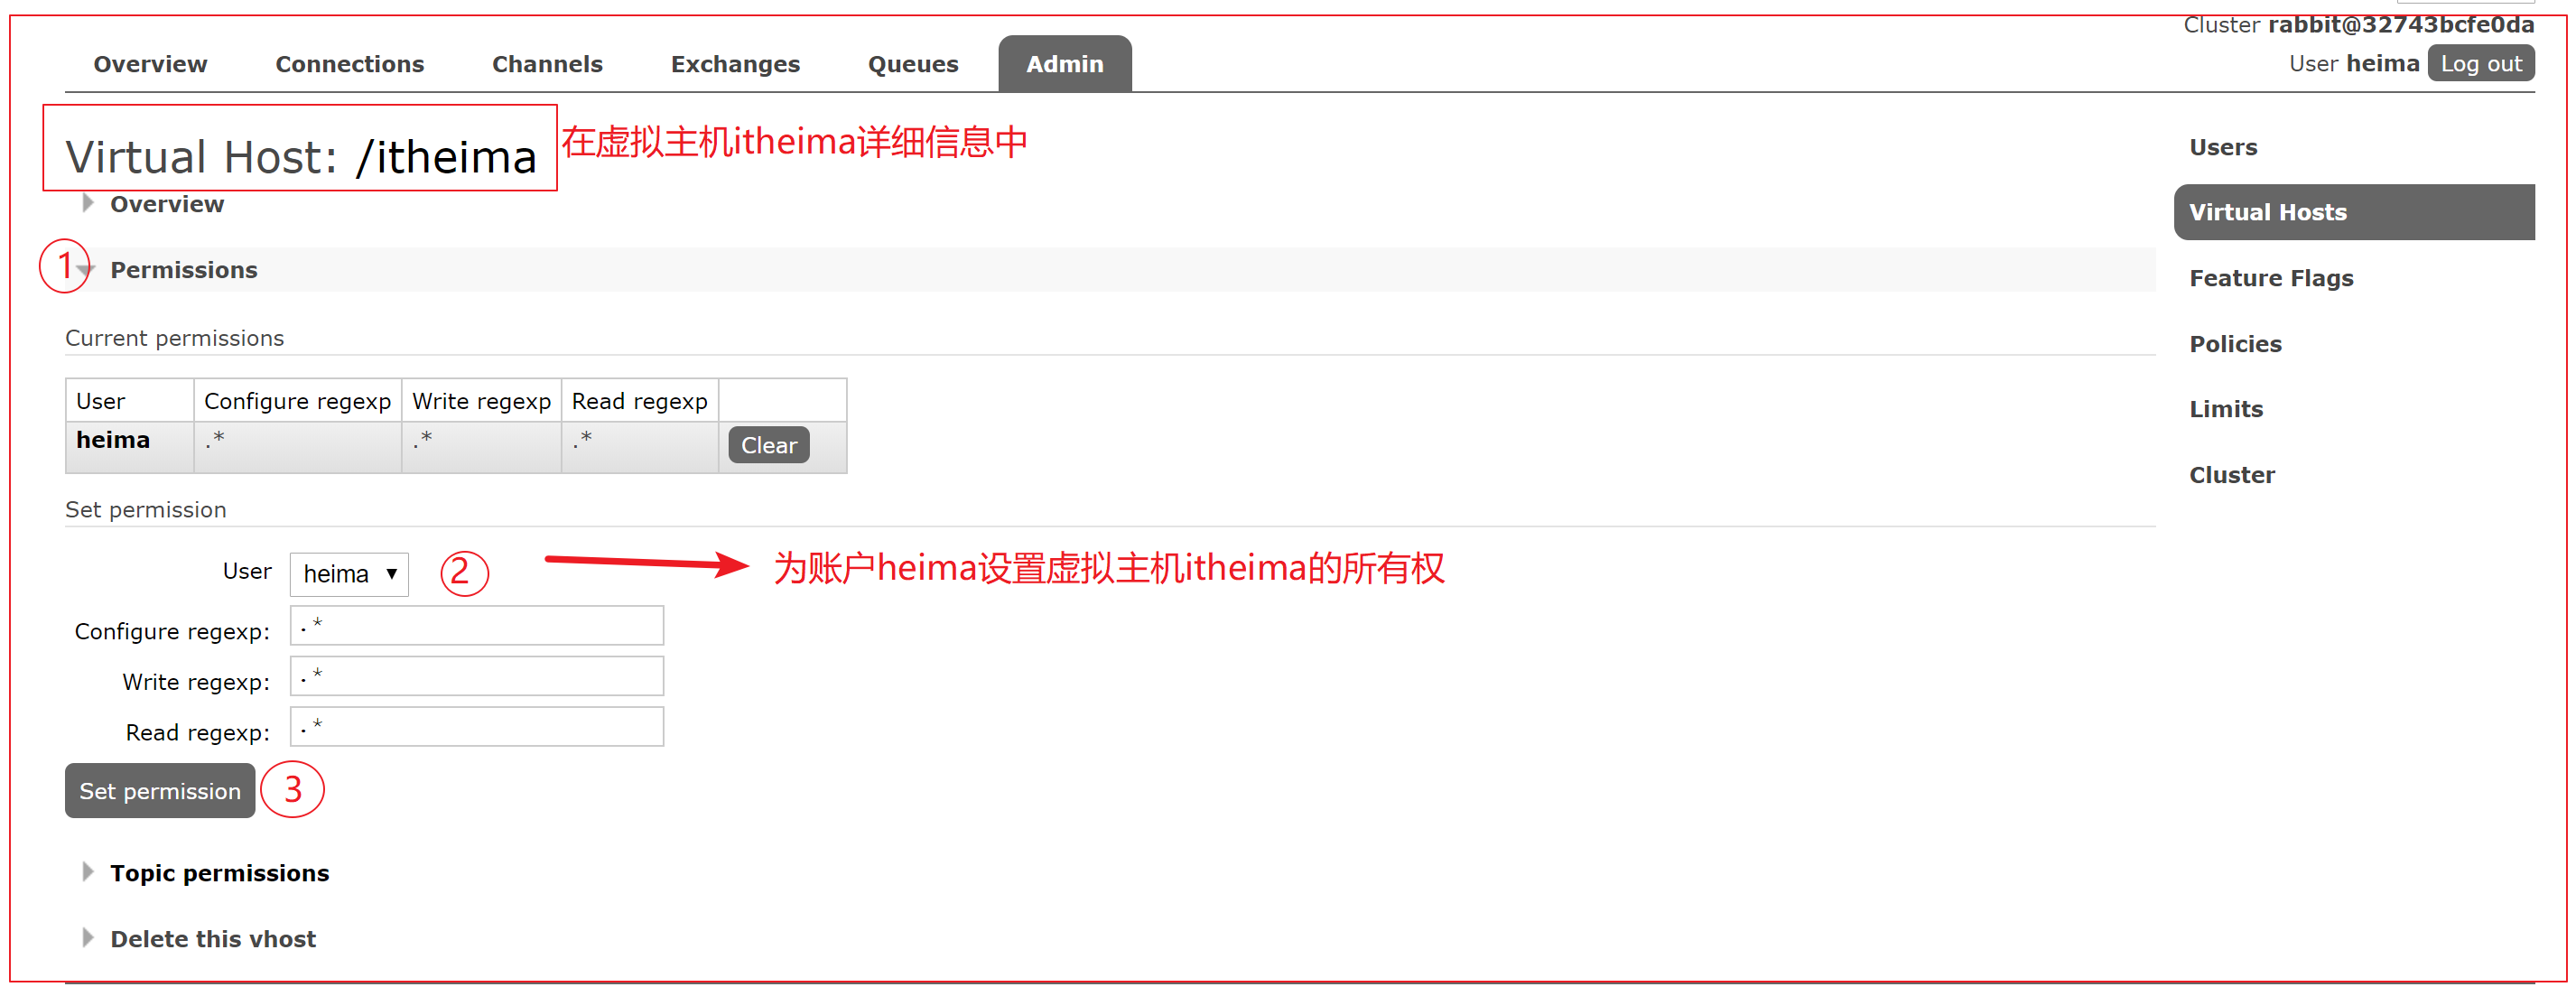 Cluster rabbit@32743bcfe0da
Overview Connections Channels Exchanges Queues Admin
User heima Log out
Virtual Host: /itheima
在虚拟主机itheima详细信息中
Overview
1 Permissions
Current permissions
User Configure regexp Write regexp Read regexp
heima .* .* .* Clear
Set permission
User heima 2
为账户heima设置虚拟主机itheima的所有权
Configure regexp: .*
Write regexp: .*
Read regexp: .*
Set permission 3
Topic permissions
Delete this vhost
Users
Virtual Hosts
Feature Flags
Policies
Limits
Cluster